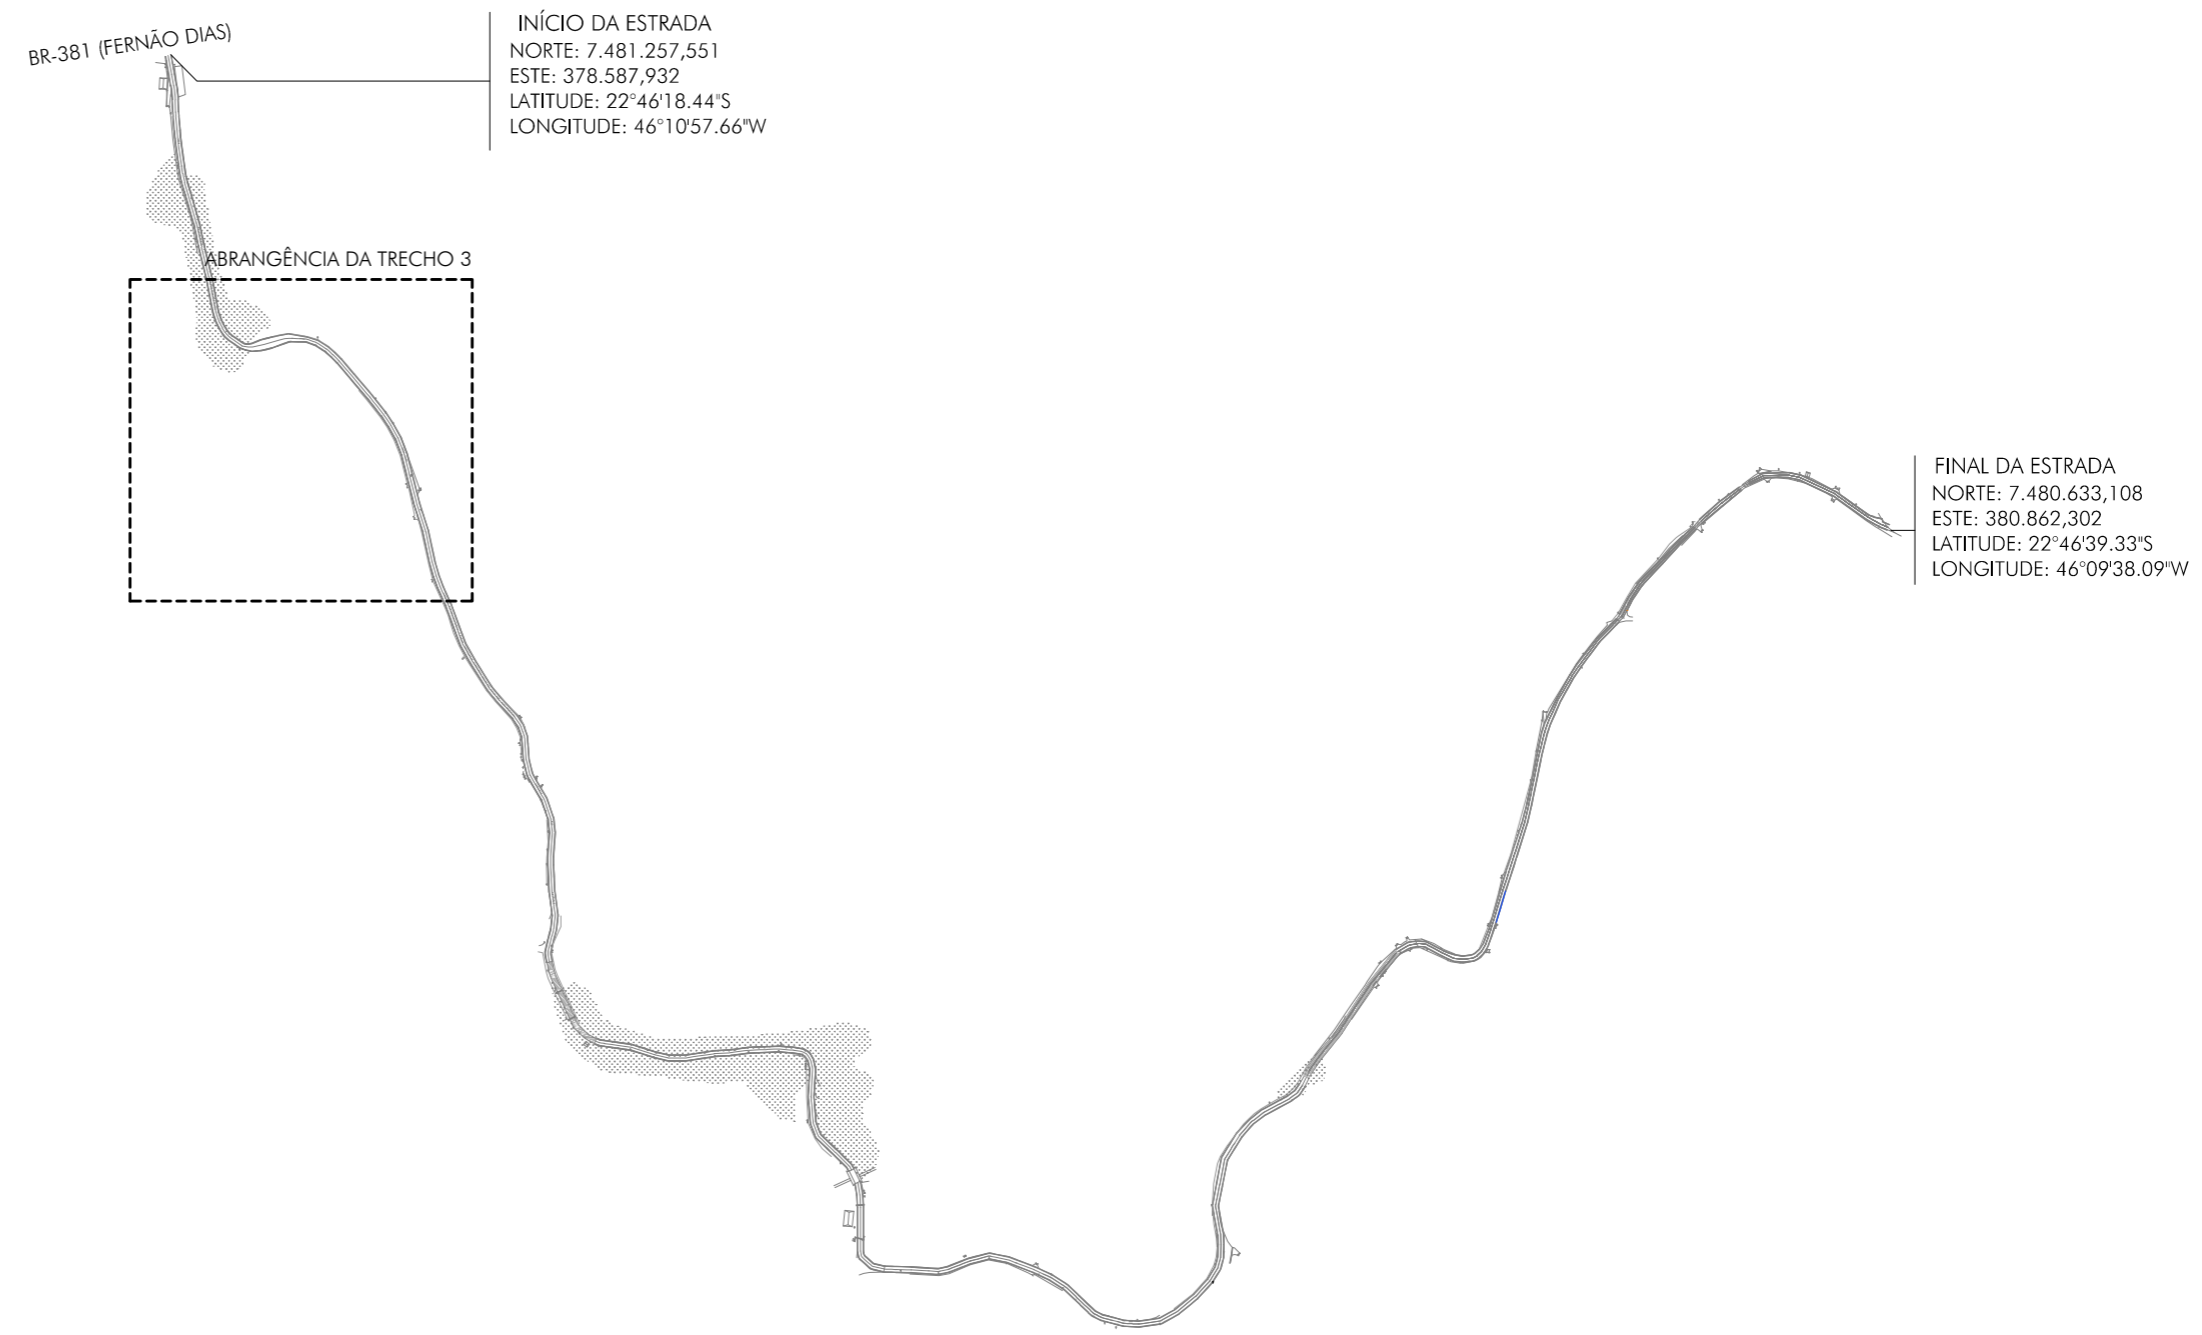 BR-381 (FERNÃO DIAS)
INÍCIO DA ESTRADA
NORTE: 7.481.257,551
ESTE: 378.587,932
LATITUDE: 22°46'18.44"S
LONGITUDE: 46°10'57.66"W
ABRANGÊNCIA DA TRECHO 3
FINAL DA ESTRADA
NORTE: 7.480.633,108
ESTE: 380.862,302
LATITUDE: 22°46'39.33"S
LONGITUDE: 46°09'38.09"W